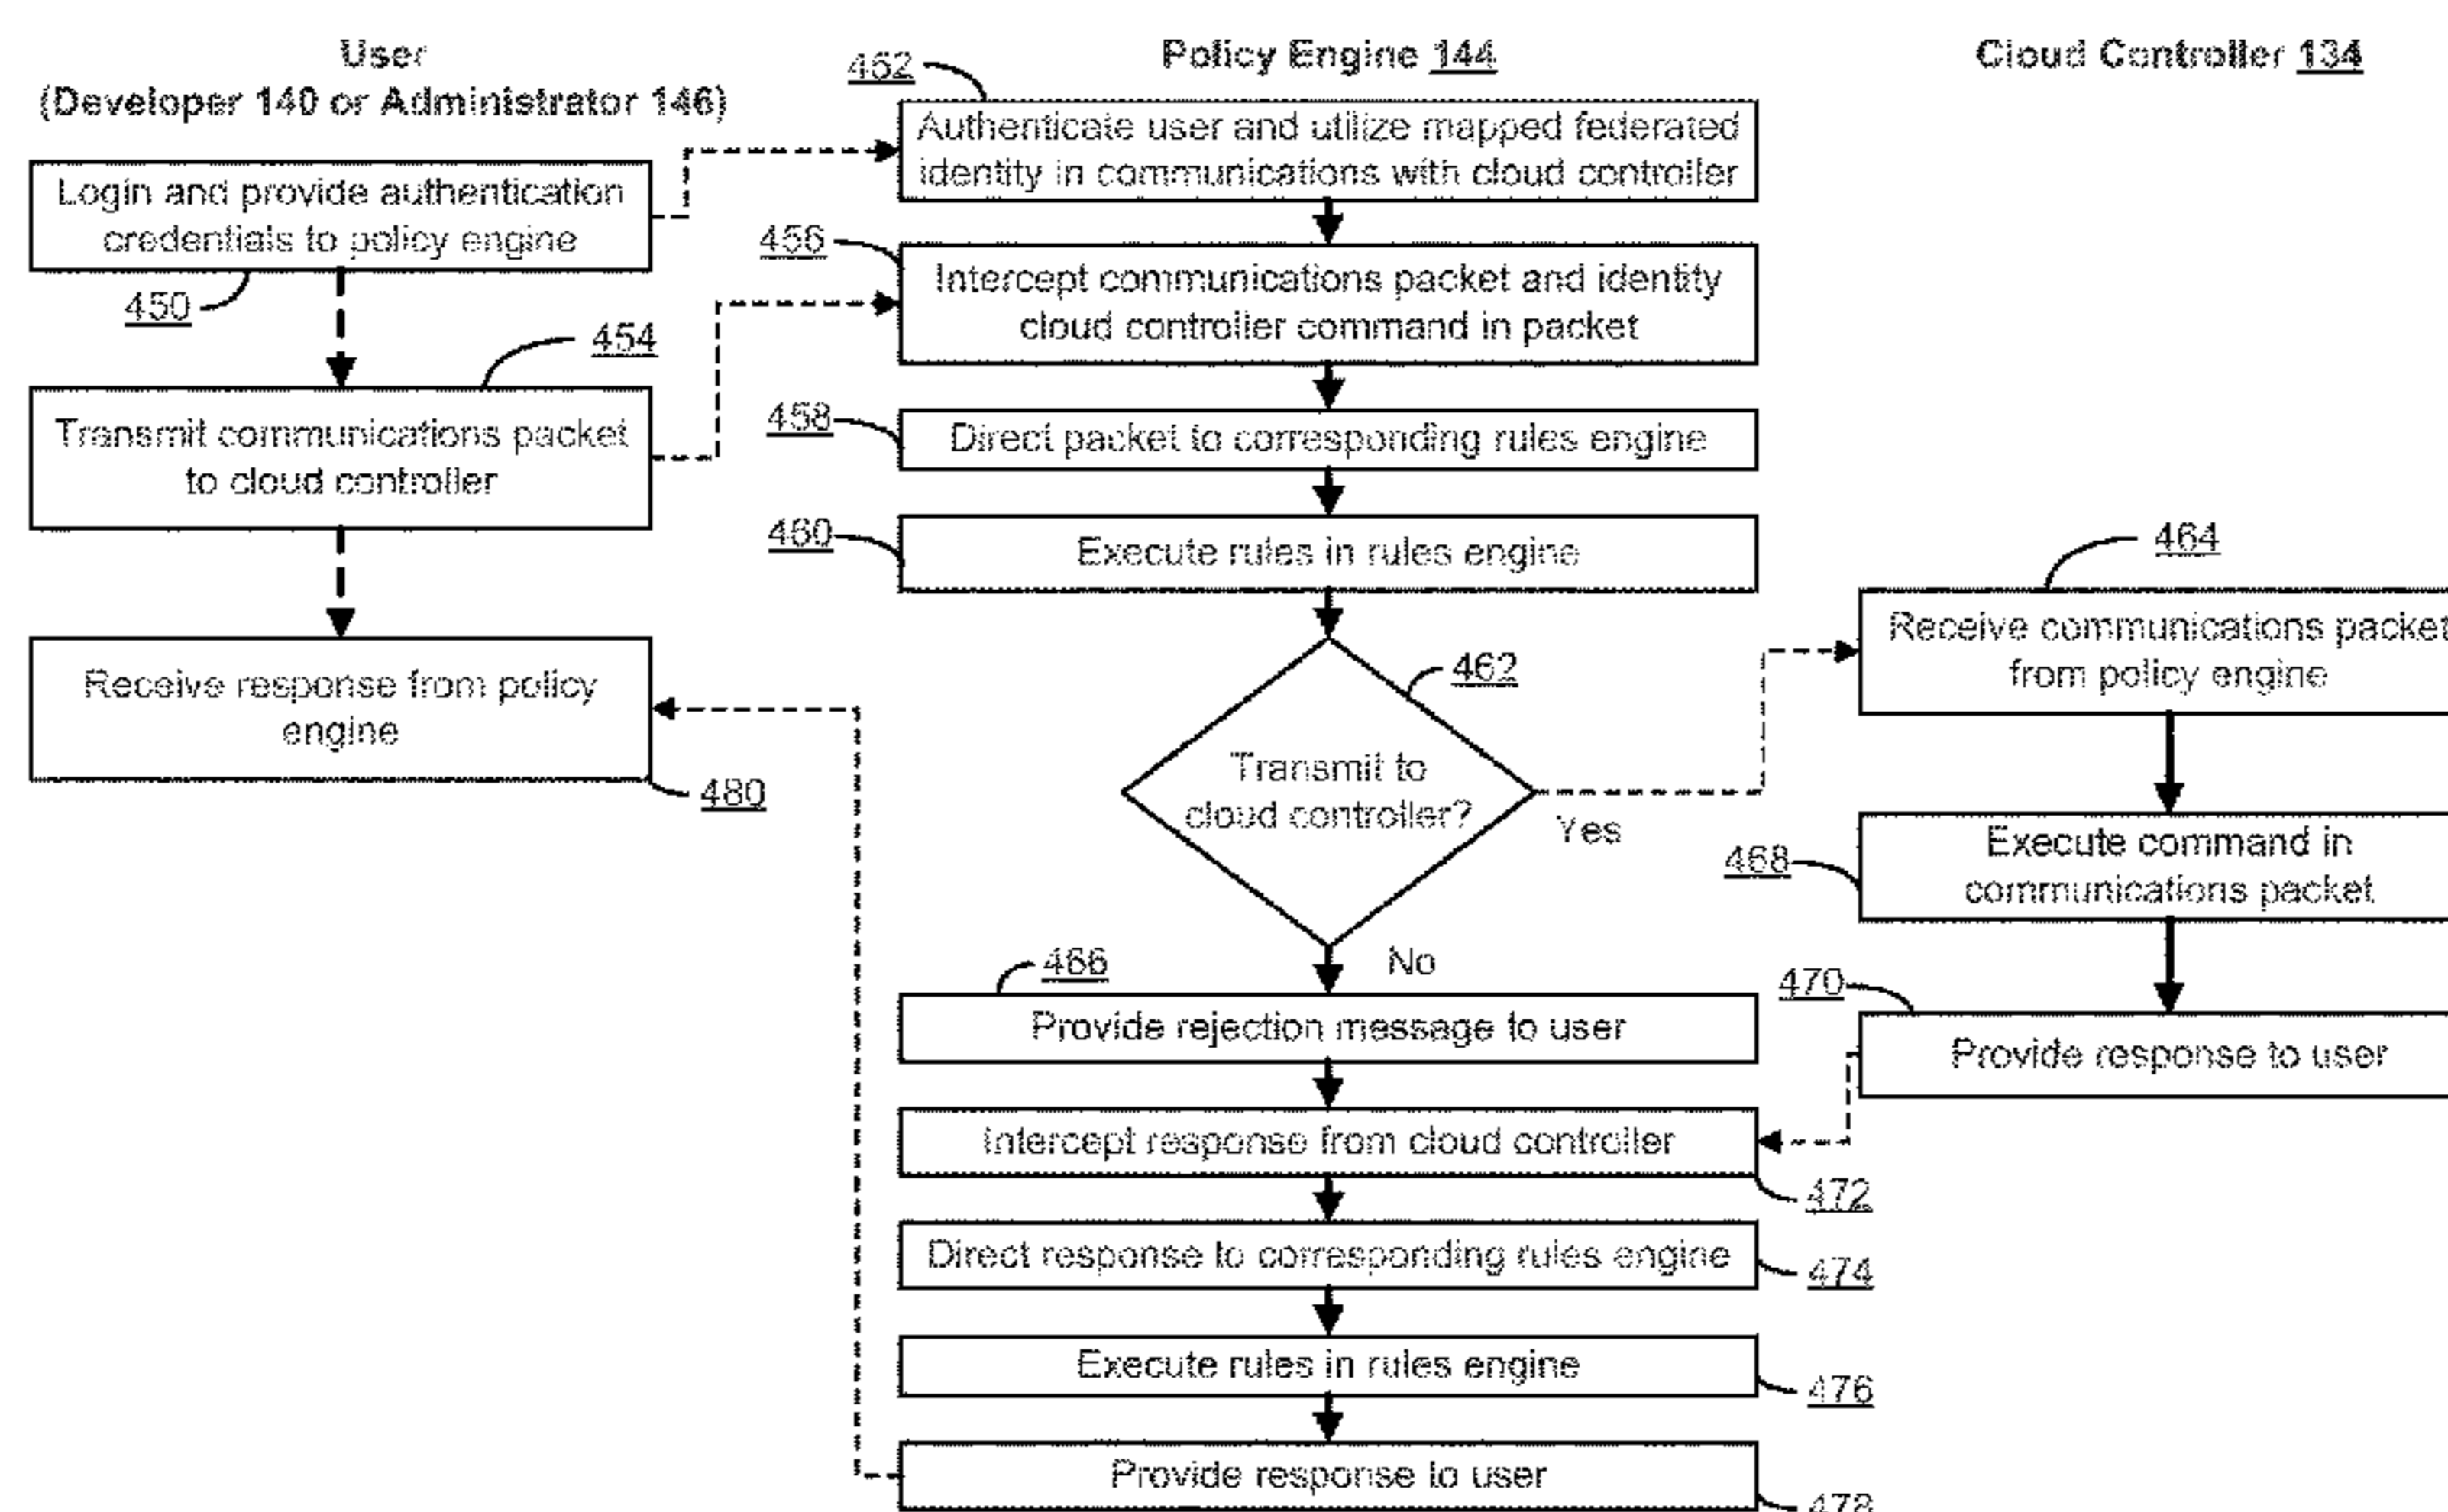 User
(Developer 140 or Administrator 146)
Login and provide authentication
credentials to policy engine
450
454
Transmit communications packet
to cloud controller
Receive response from policy
engine
480
Policy Engine 144
452
Authenticate user and utilize mapped federated
identity in communications with cloud controller
456
Intercept communications packet and identity
cloud controller command in packet
458
Direct packet to corresponding rules engine
460
Execute rules in rules engine
462
Transmit to
cloud controller?
Yes
No
466
Provide rejection message to user
Intercept response from cloud controller
472
Direct response to corresponding rules engine
474
Execute rules in rules engine
476
Provide response to user
478
Cloud Controller 134
464
Receive communications packet
from policy engine
468
Execute command in
communications packet
470
Provide response to user